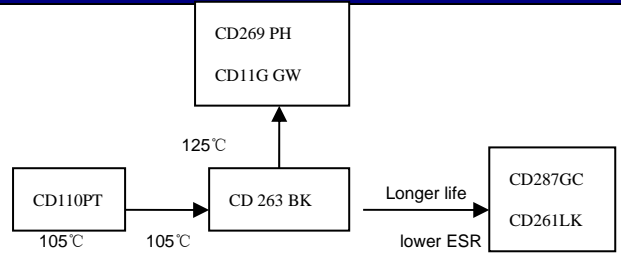 CD269 PH
CD11G GW
125℃
CD110PT
CD 263 BK
Longer life
CD287GC
CD261LK
105℃
105℃
lower ESR